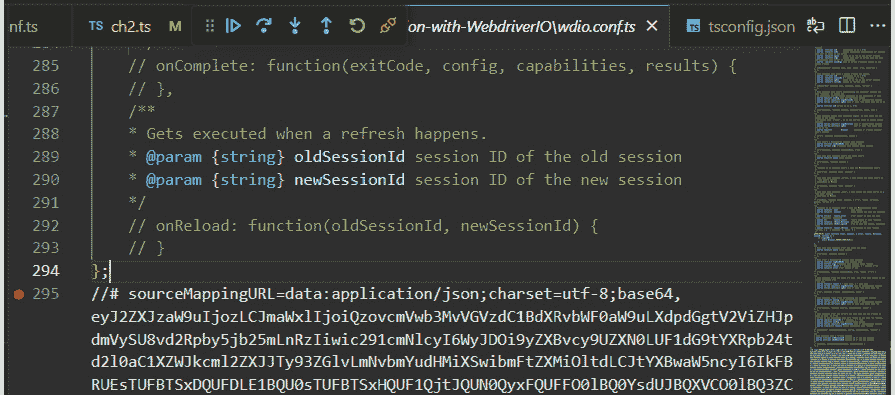 nf.ts TS ch2.ts M on-with-WebdriverIO\wdio.conf.ts TS tsconfig.json
285 // onComplete: function(exitCode, config, capabilities, results) {
286 // },
287 /**
288 * Gets executed when a refresh happens.
289 * @param {string} oldSessionId session ID of the old session
290 * @param {string} newSessionId session ID of the new session
291 */
292 // onReload: function(oldSessionId, newSessionId) {
293 // }
294 };
295 //# sourceMappingURL=data:application/json;charset=utf-8;base64,
eyJ2ZXJzaW9uIjozLCJmaWxlIjoiQzovcmVwb3MvVGVzdC1BdXRvbWF0aW9uLXdpdGgtV2ViZHJp
dmVySU8vd2Rpby5jb25mLnRzIiwic291cmNlcyI6WyJDOi9yZXBvcy9UZXN0LUF1dG9tYXRpb24t
d2l0aC1XZWJkcml2ZXJJTy93ZGlvLmNvbmYudHMiXSwibmFtZXMiOltdLCJtYXBwaW5ncyI6IkFB
RUEsTUFBTSxDQUFDLE1BQU0sTUFBTSxHQUF1QjtJQUN0QyxFQUFFO0lBQ0YsdUJBQXVCO0lBQ3ZC